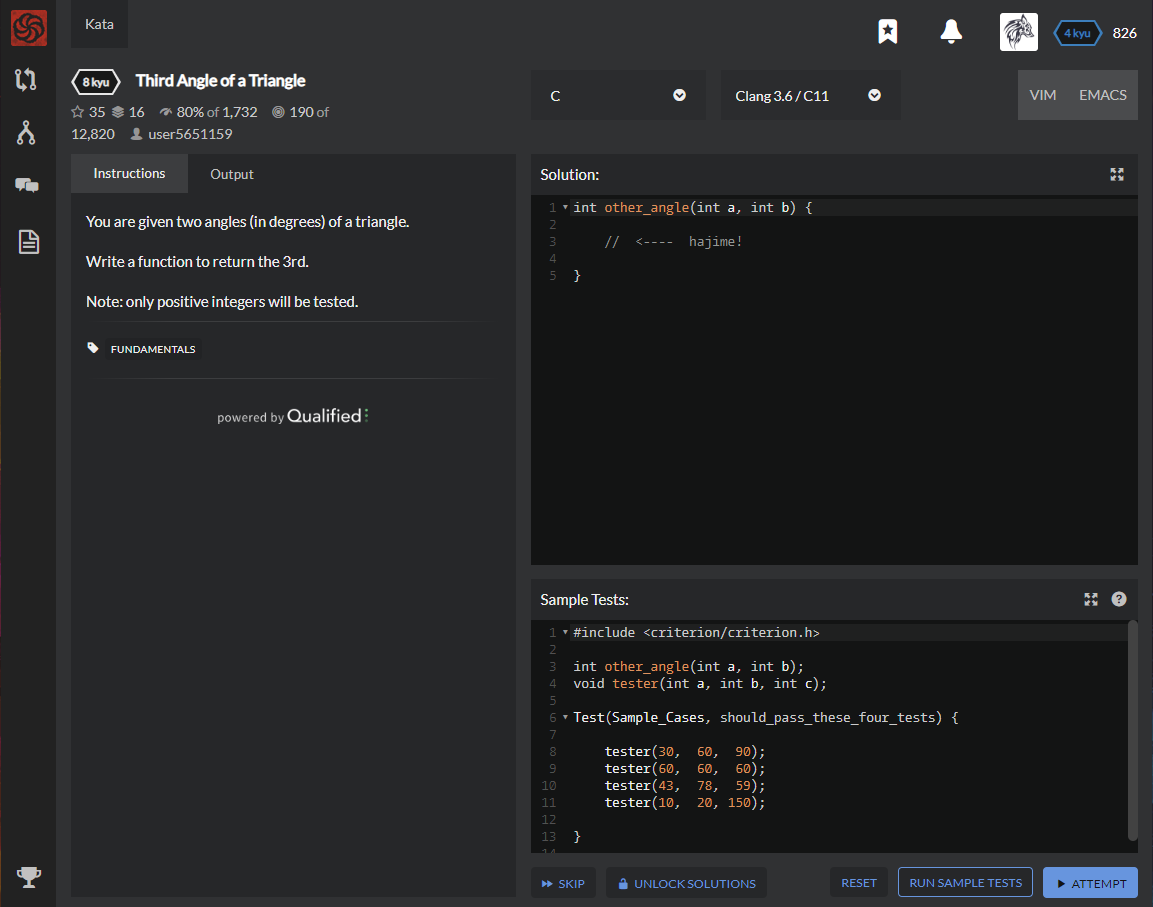 Kata
4 kyu 826
8 kyu Third Angle of a Triangle
35 16 80% of 1,732 190 of
12,820 user5651159
C
Clang 3.6 / C11
VIM EMACS
Instructions Output
You are given two angles (in degrees) of a triangle.
Write a function to return the 3rd.
Note: only positive integers will be tested.
FUNDAMENTALS
powered by Qualified
Solution:
1 int other_angle(int a, int b) {
2
3 // <---- hajime!
4
5 }
Sample Tests:
1 #include <criterion/criterion.h>
2
3 int other_angle(int a, int b);
4 void tester(int a, int b, int c);
5
6 Test(Sample_Cases, should_pass_these_four_tests) {
7
8 tester(30, 60, 90);
9 tester(60, 60, 60);
10 tester(43, 78, 59);
11 tester(10, 20, 150);
12
13 }
14
SKIP UNLOCK SOLUTIONS RESET RUN SAMPLE TESTS ATTEMPT